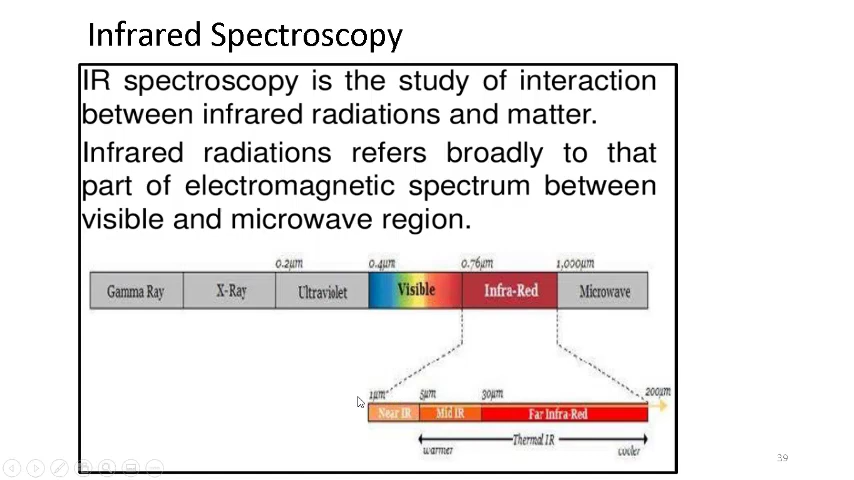 Infrared Spectroscopy
IR spectroscopy is the study of interaction
between infrared radiations and matter.
Infrared radiations refers broadly to that
part of electromagnetic spectrum between
visible and microwave region.
0.2μm 0.4μm 0.76μm 1,000μm
Gamma Ray X-Ray Ultraviolet Visible Infra-Red Microwave
1μm 5μm 30μm 200μm
Near IR Mid IR Far Infra-Red
Thermal IR
warmer cooler
39